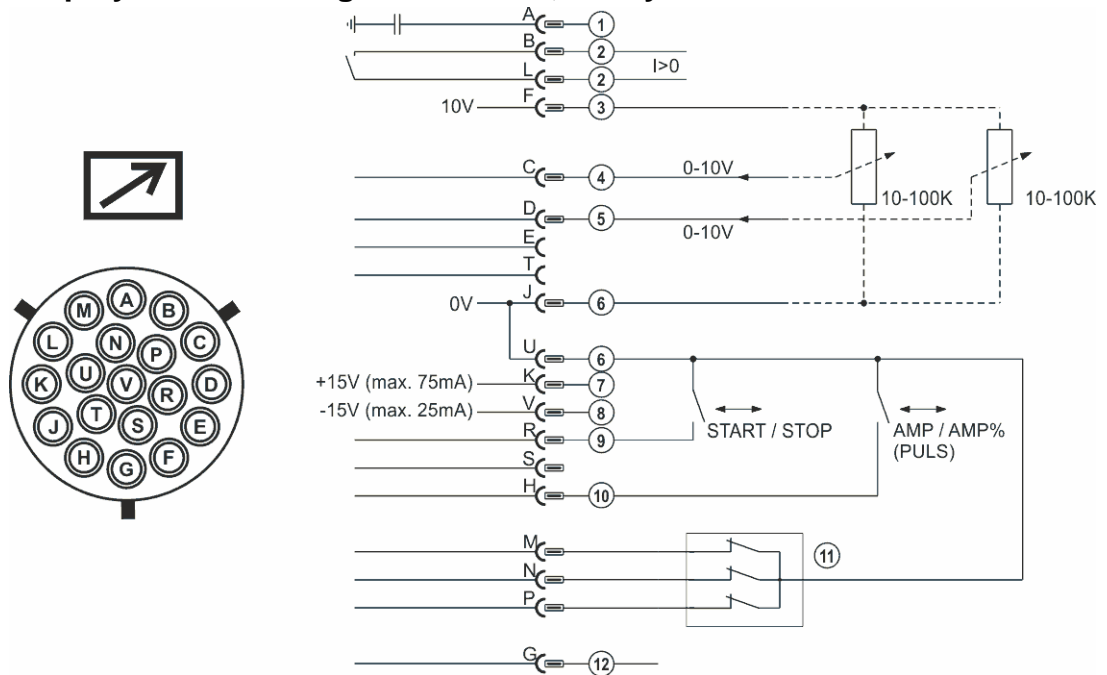 A
1
B
2
I>0
L
2
10V
F
3
C
4
0-10V
10-100K
10-100K
D
5
0-10V
E
T
0V
J
6
U
6
+15V (max. 75mA)
K
7
-15V (max. 25mA)
V
8
R
9
START / STOP
AMP / AMP%
(PULS)
S
H
10
M
11
N
P
G
12
A
M
B
L
N
P
C
K
U
V
R
D
J
T
S
E
H
G
F